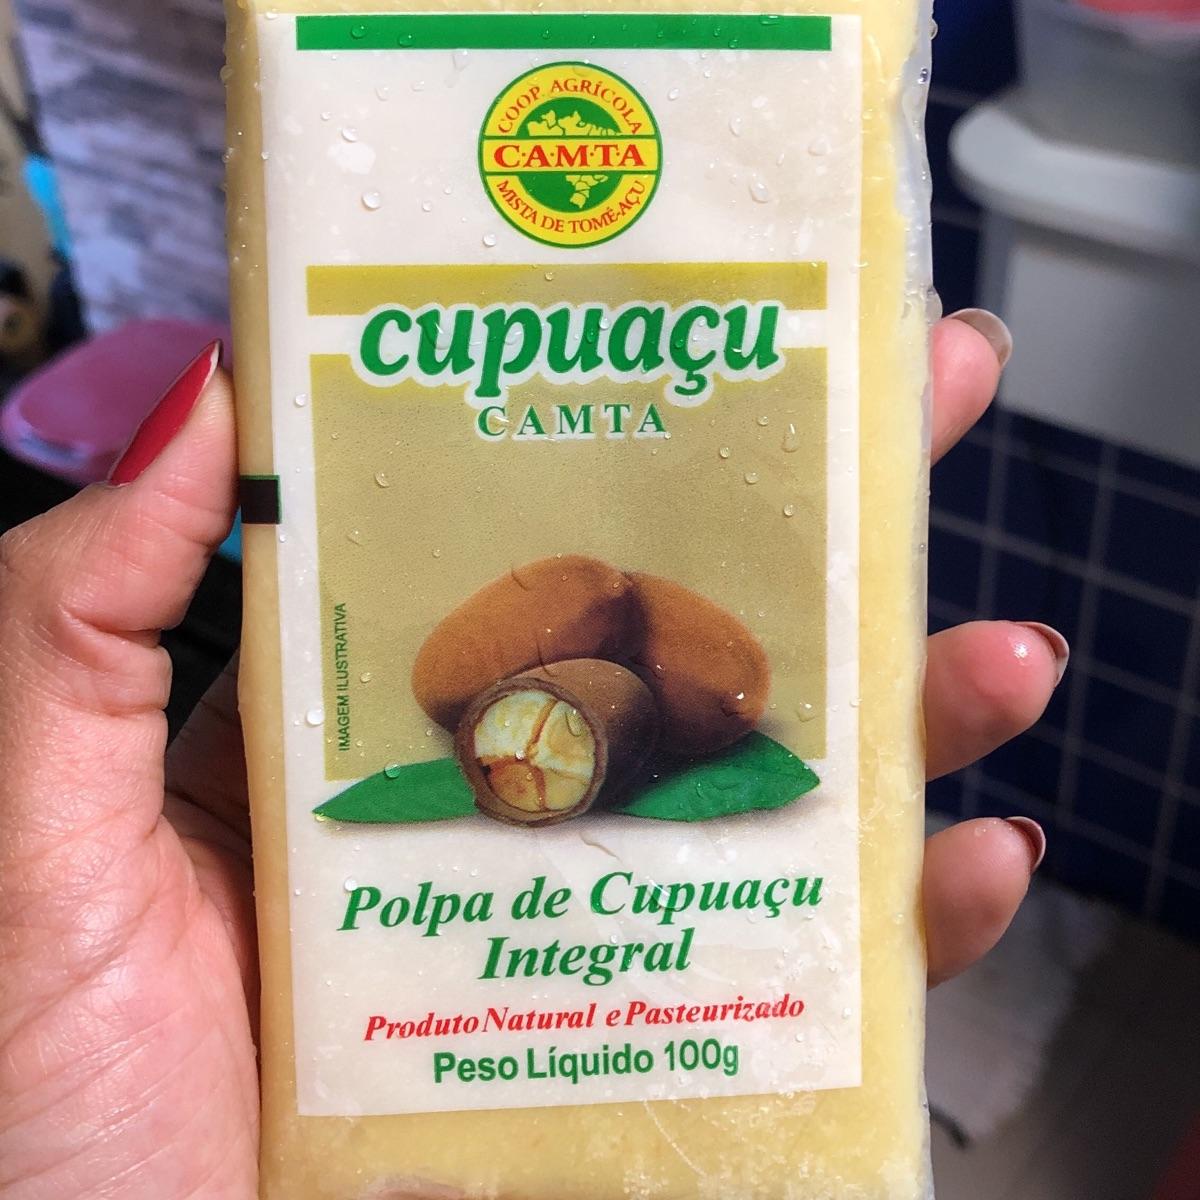 COOP. AGRÍCOLA
C·A·M·T·A
MISTA DE TOMÉ-AÇU
cupuaçu
CAMTA
IMAGEM ILUSTRATIVA
Polpa de Cupuaçu
Integral
Produto Natural e Pasteurizado
Peso Líquido 100g